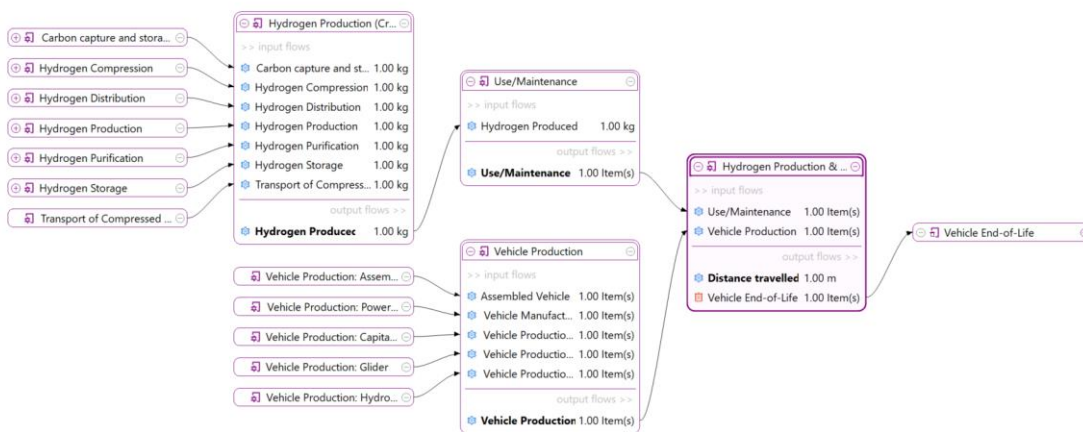 Carbon capture and stora...
Hydrogen Compression
Hydrogen Distribution
Hydrogen Production
Hydrogen Purification
Hydrogen Storage
Transport of Compressed ...
Hydrogen Production (Cr...
>> input flows
Carbon capture and st... 1.00 kg
Hydrogen Compression 1.00 kg
Hydrogen Distribution 1.00 kg
Hydrogen Production 1.00 kg
Hydrogen Purification 1.00 kg
Hydrogen Storage 1.00 kg
Transport of Compress... 1.00 kg
output flows >>
Hydrogen Produced 1.00 kg
Use/Maintenance
>> input flows
Hydrogen Produced 1.00 kg
output flows >>
Use/Maintenance 1.00 Item(s)
Vehicle Production: Assem...
Vehicle Production: Power...
Vehicle Production: Capita...
Vehicle Production: Glider
Vehicle Production: Hydro...
Vehicle Production
>> input flows
Assembled Vehicle 1.00 Item(s)
Vehicle Manufact... 1.00 Item(s)
Vehicle Productio... 1.00 Item(s)
Vehicle Productio... 1.00 Item(s)
Vehicle Productio... 1.00 Item(s)
output flows >>
Vehicle Production 1.00 Item(s)
Hydrogen Production & ...
>> input flows
Use/Maintenance 1.00 Item(s)
Vehicle Production 1.00 Item(s)
output flows >>
Distance travelled 1.00 m
Vehicle End-of-Life 1.00 Item(s)
Vehicle End-of-Life